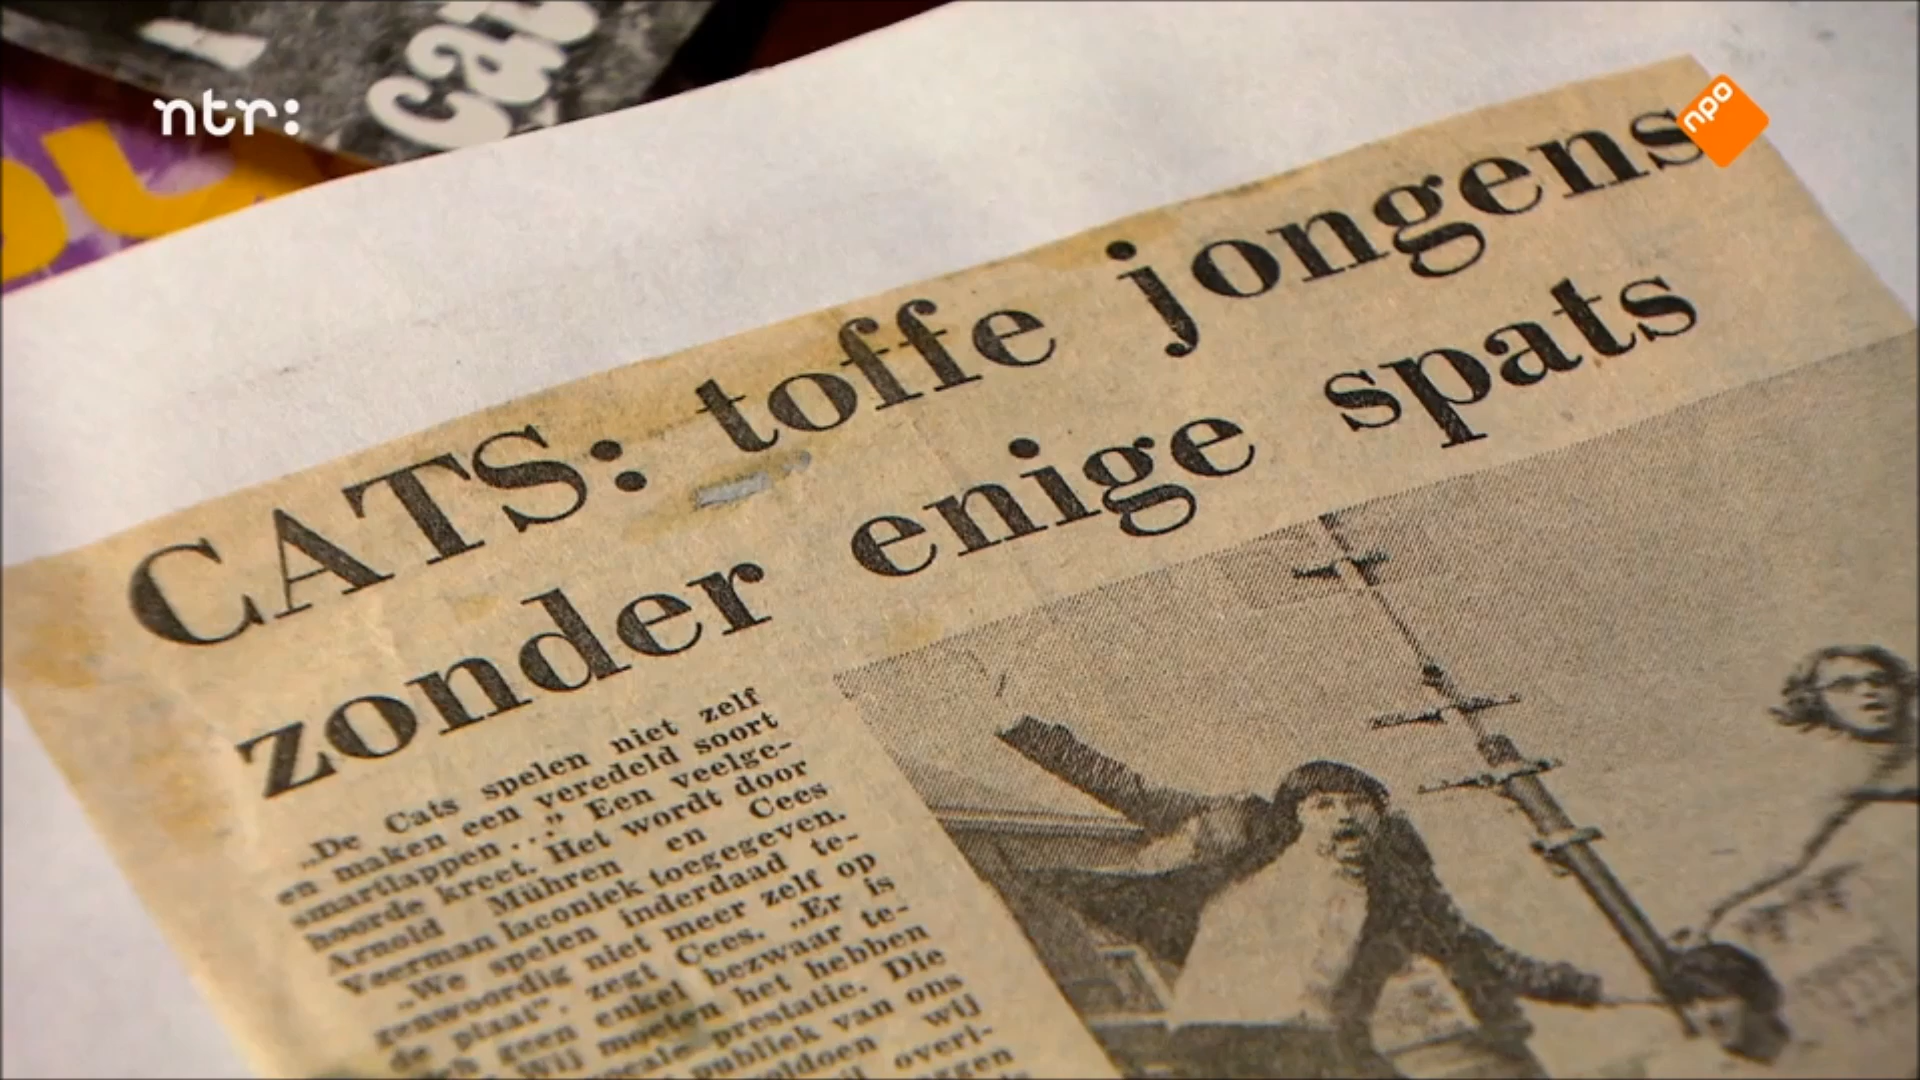 ntr:
npo
cat
CATS: toffe jongens
zonder enige spats
„De Cats spelen niet zelf
en maken een veredeld soort
smartlappen . . .” Een veelge-
hoorde kreet. Het wordt door
Arnold Mühren en Cees
Veerman laconiek toegegeven.
„We spelen inderdaad te-
genwoordig niet meer zelf op
de plaat”, zegt Cees. „Er is
geen enkel bezwaar te-
Wij moeten het hebben
prestatie. Die
publiek van ons
wij
overi-